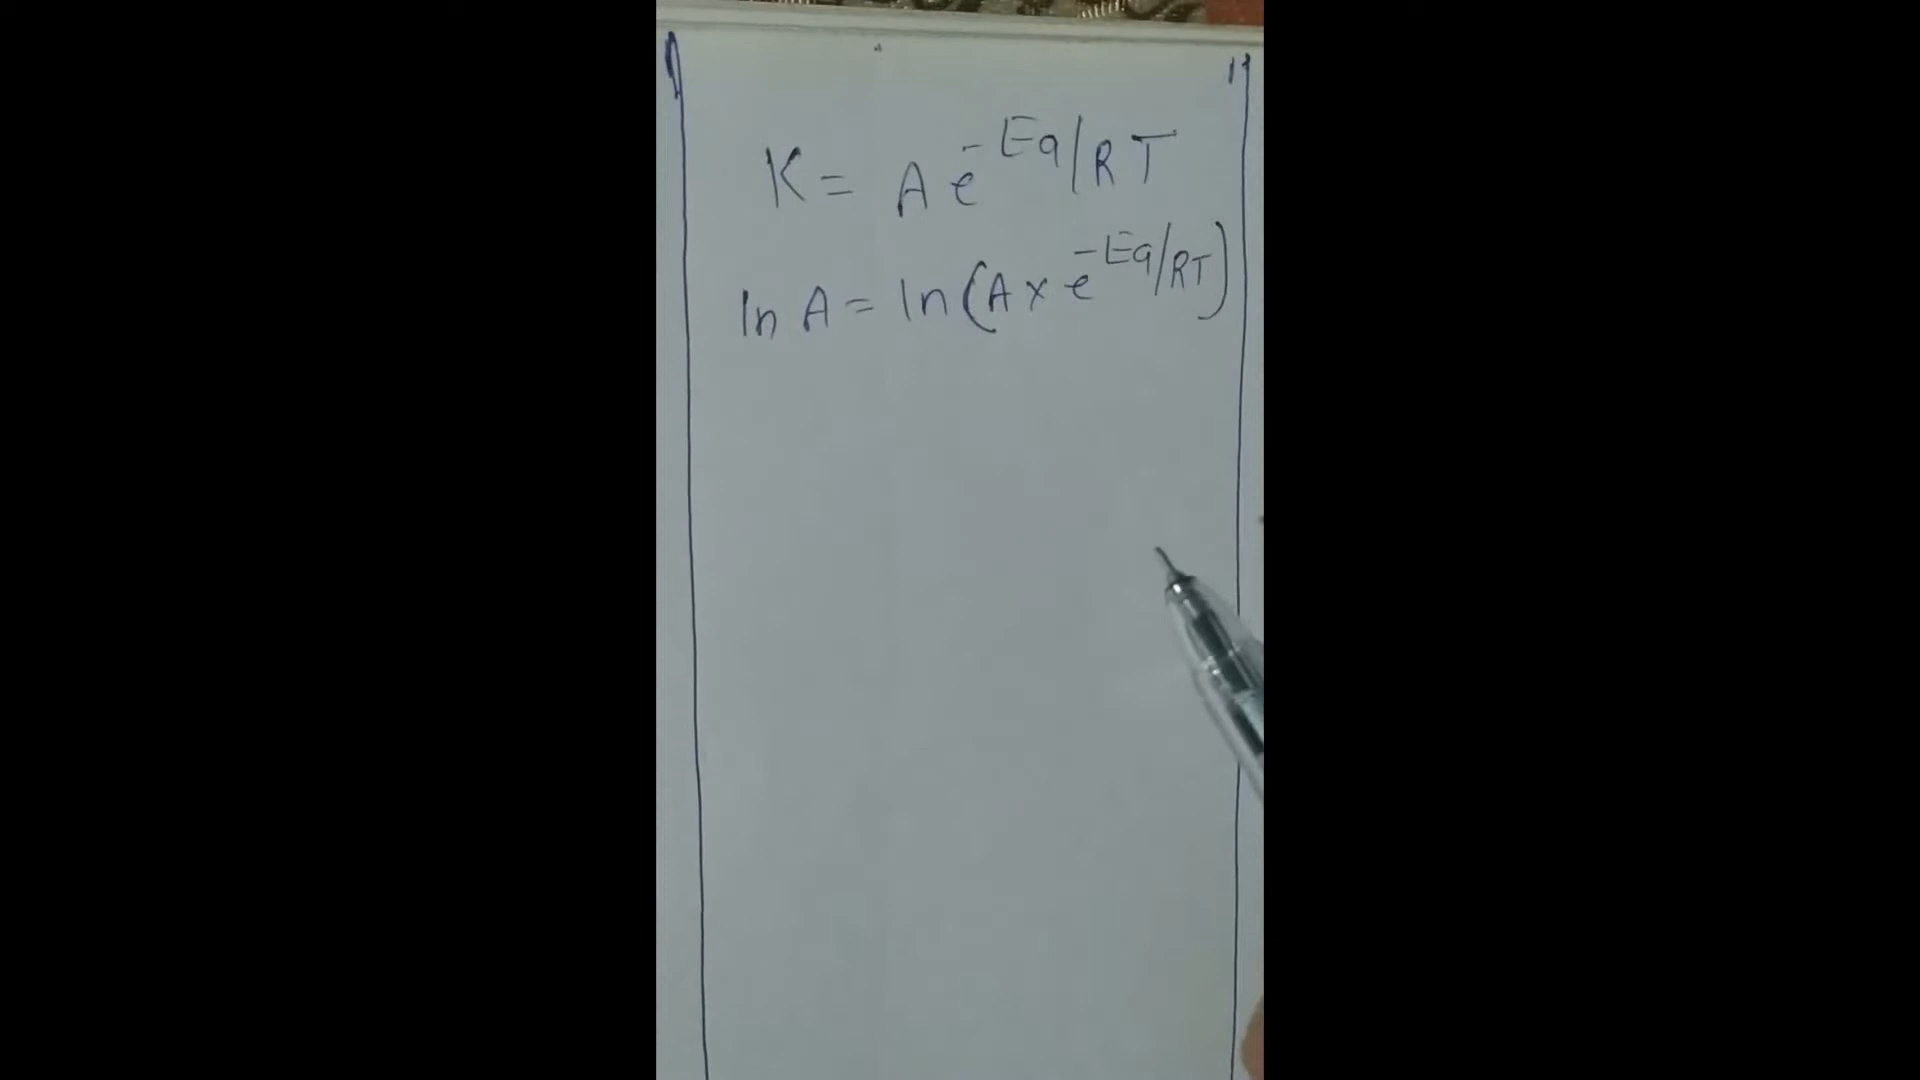 K = A e^{-Ea/RT}
ln A = ln(A x e^{-Ea/RT})